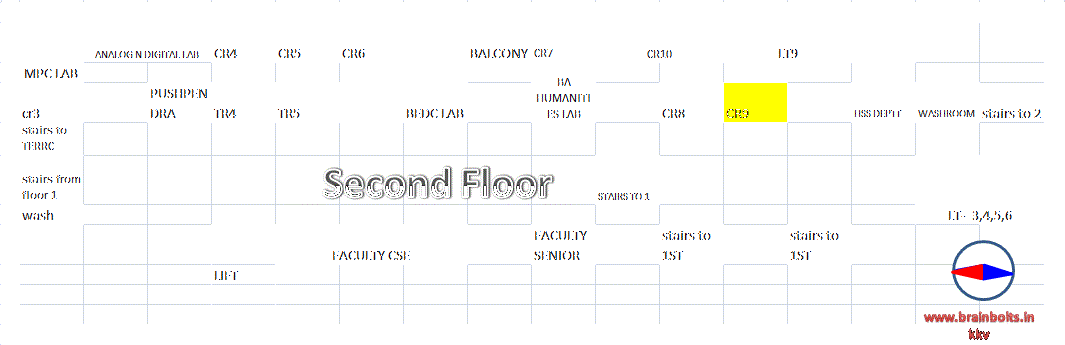 ANALOG N DIGITAL LAB CR4 CR5 CR6 BALCONY CR7 CR10 LT9
MPC LAB
PUSHPEN
DRA
BA
HUMANITI
ES LAB
cr3 TR4 TR5 BEDC LAB CR8 CR9 HSS DEPTT WASHROOM stairs to 2
stairs to
TERRC
stairs from
floor 1
Second Floor
STAIRS TO 1
wash
LT- 3,4,5,6
FACULTY CSE
FACULTY
SENIOR
stairs to
1ST
stairs to
1ST
LIFT
www.brainbolts.in
kkv